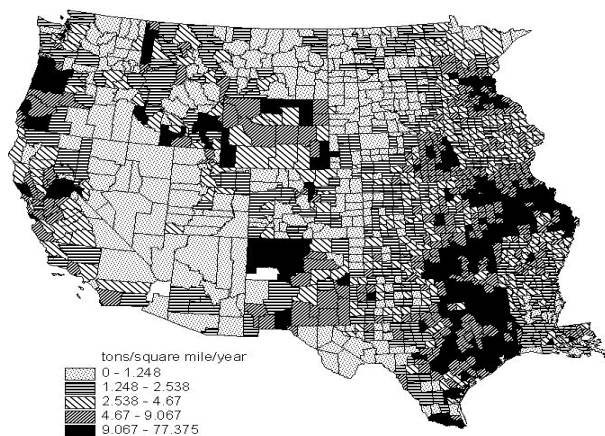 tons/square mile/year
0 - 1.248
1.248 - 2.538
2.538 - 4.67
4.67 - 9.067
9.067 - 77.375